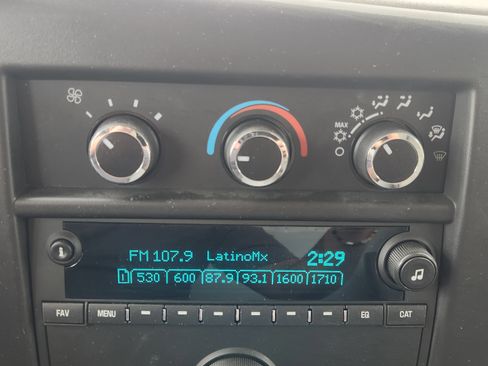 MAX
FM 107.9 LatinoMx 2:29
1 530 600 87.9 93.1 1600 1710
FAV MENU EQ CAT